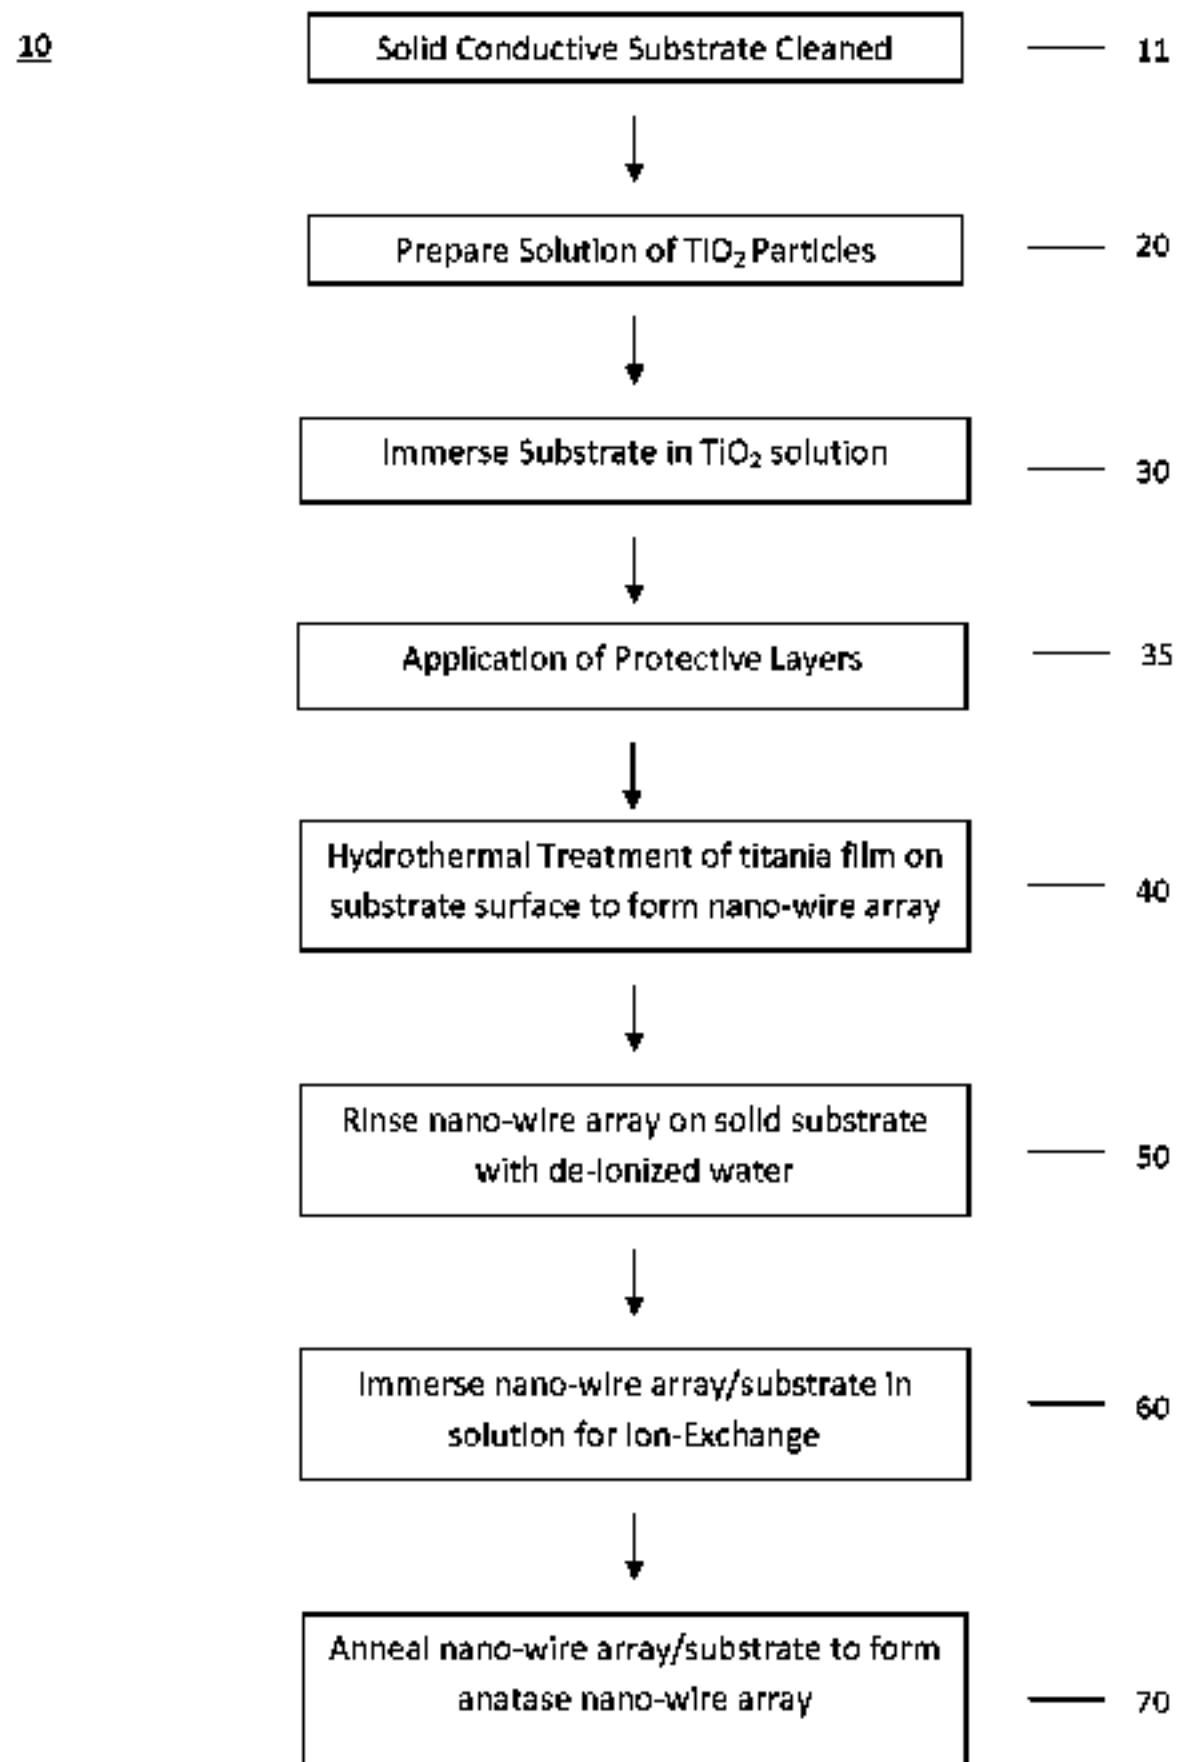 10
Solid Conductive Substrate Cleaned
11
Prepare Solution of TiO₂ Particles
20
Immerse Substrate in TiO₂ solution
30
Application of Protective Layers
35
Hydrothermal Treatment of titania film on
substrate surface to form nano-wire array
40
Rinse nano-wire array on solid substrate
with de-ionized water
50
Immerse nano-wire array/substrate in
solution for Ion-Exchange
60
Anneal nano-wire array/substrate to form
anatase nano-wire array
70